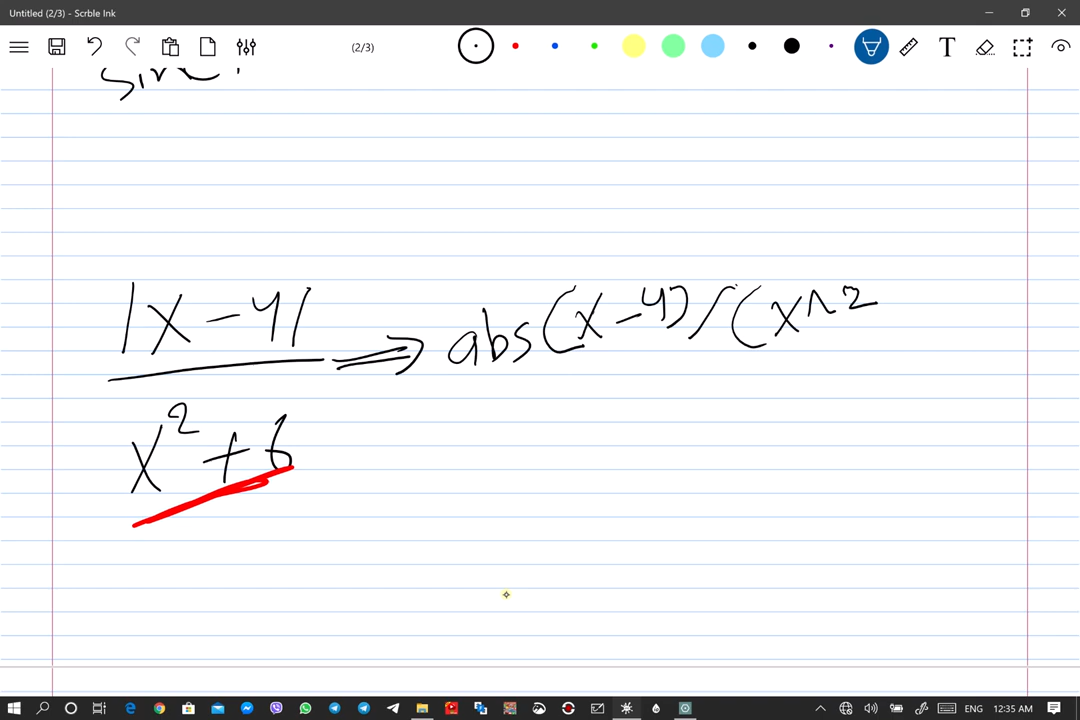 Untitled (2/3) - Scrble Ink
(2/3)
|x-4| ⇒ abs(x-4)/(x^2
x²+6
ENG 12:35 AM